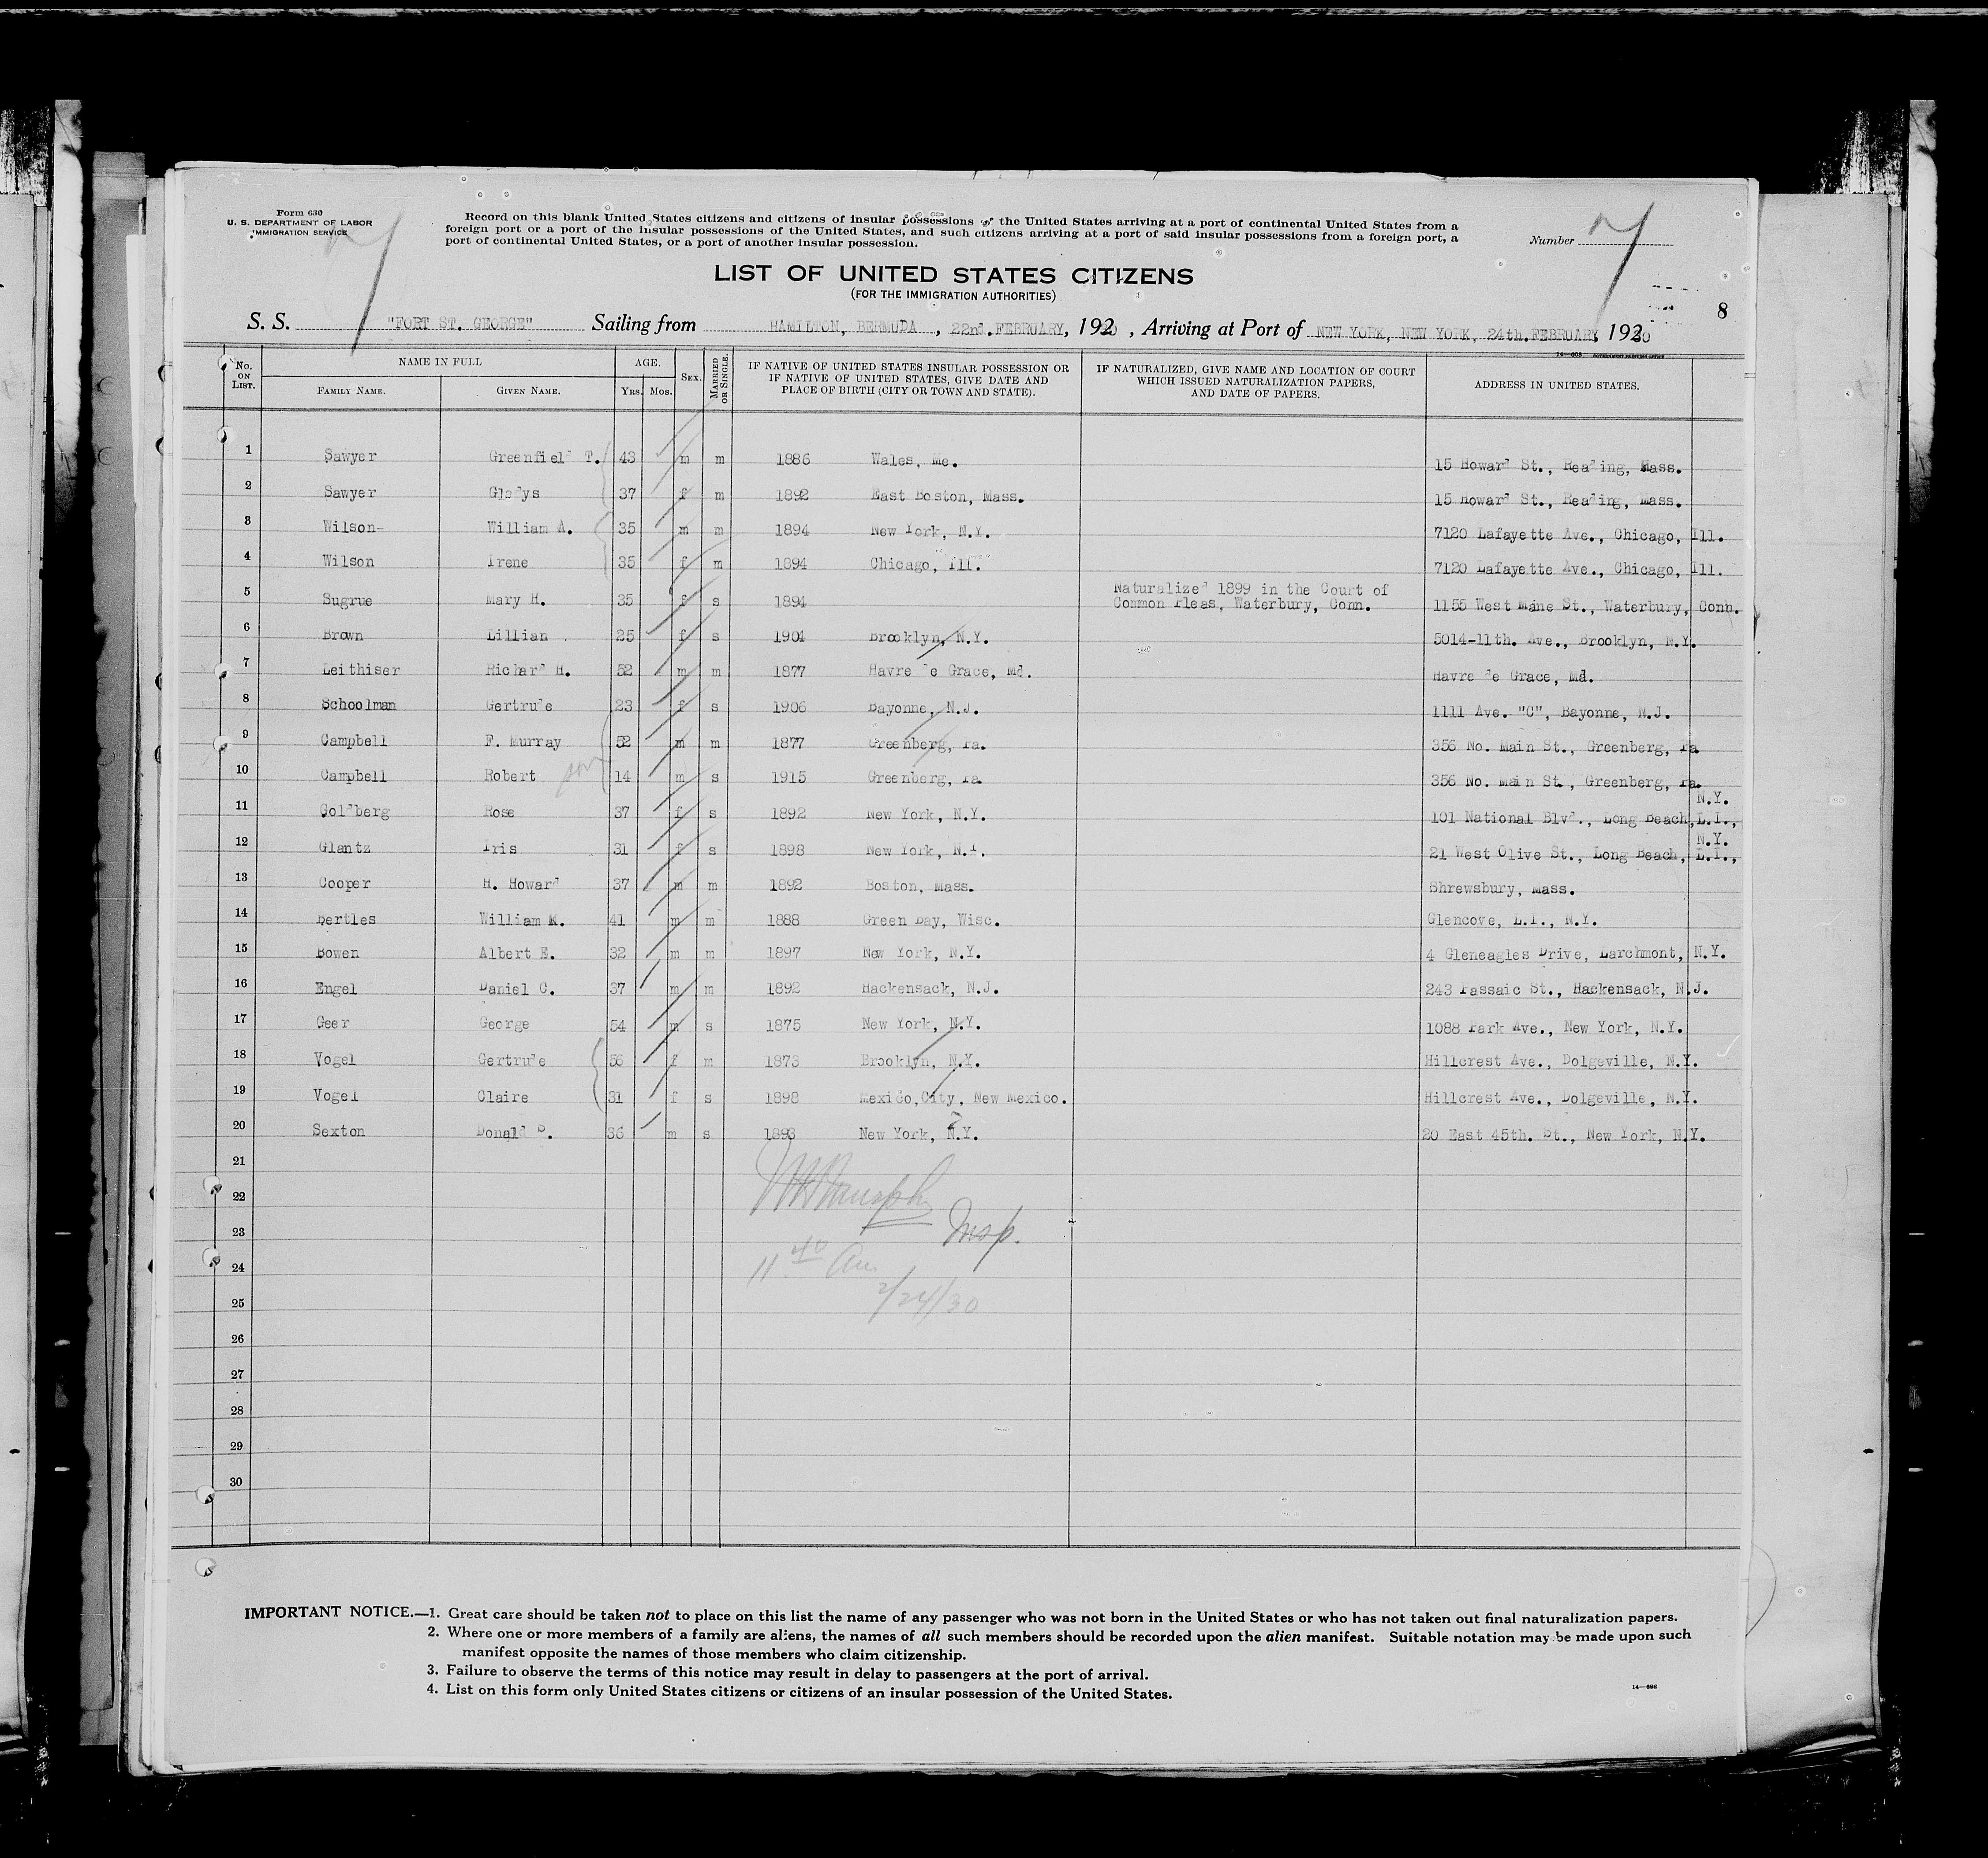 Form 630
U. S. DEPARTMENT OF LABOR
IMMIGRATION SERVICE
Record on this blank United States citizens and citizens of insular possessions of the United States arriving at a port of continental United States from a
foreign port or a port of the insular possessions of the United States, and such citizens arriving at a port of said insular possessions from a foreign port, a
port of continental United States, or a port of another insular possession.
Number 7
7
LIST OF UNITED STATES CITIZENS
(FOR THE IMMIGRATION AUTHORITIES)
8
S. S. "FORT ST. GEORGE" Sailing from HAMILTON, BERMUDA, 22nd. FEBRUARY, 1930, Arriving at Port of NEW YORK, NEW YORK, 24th. FEBRUARY, 1930
No. ON LIST. NAME IN FULL AGE. SEX. MARRIED OR SINGLE. IF NATIVE OF UNITED STATES INSULAR POSSESSION OR IF NATIVE OF UNITED STATES, GIVE DATE AND PLACE OF BIRTH (CITY OR TOWN AND STATE). IF NATURALIZED, GIVE NAME AND LOCATION OF COURT WHICH ISSUED NATURALIZATION PAPERS, AND DATE OF PAPERS. ADDRESS IN UNITED STATES.
FAMILY NAME. GIVEN NAME. YRS. MOS.
1 Sawyer Greenfield T. 43 m m 1886 Wales, Me. 15 Howard St., Reading, Mass.
2 Sawyer Gladys 37 f m 1892 East Boston, Mass. 15 Howard St., Reading, Mass.
3 Wilson- William A. 35 m m 1894 New York, N.Y. 7120 Lafayette Ave., Chicago, Ill.
4 Wilson Irene 35 f m 1894 Chicago, Ill. 7120 Lafayette Ave., Chicago, Ill.
5 Sugrue Mary H. 35 f s 1894 Naturalized 1899 in the Court of Common Pleas, Waterbury, Conn. 1155 West Mane St., Waterbury, Conn.
6 Brown Lillian 25 f s 1904 Brooklyn, N.Y. 5014-11th. Ave., Brooklyn, N.Y.
7 Leithiser Richard H. 52 m m 1877 Havre de Grace, Md. Havre de Grace, Md.
8 Schoolman Gertrude 23 f s 1906 Bayonne, N.J. 1111 Ave. "C", Bayonne, N.J.
9 Campbell F. Murray 52 m m 1877 Greenberg, Pa. 356 No. Main St., Greenberg, Pa
10 Campbell Robert son 14 m s 1915 Greenberg, Pa. 356 No. Main St., Greenberg, Pa.
11 Goldberg Rose 37 f s 1892 New York, N.Y. 101 National Blvd., Long Beach, L.I., N.Y.
12 Glantz Iris 31 f s 1898 New York, N.Y. 21 West Olive St., Long Beach, L.I., N.Y.
13 Cooper H. Howard 37 m m 1892 Boston, Mass. Shrewsbury, Mass.
14 Bertles William M. 41 m m 1888 Green Bay, Wisc. Glencove, L.I., N.Y.
15 Bowen Albert E. 32 m m 1897 New York, N.Y. 4 Gleneagles Drive, Larchmont, N.Y.
16 Engel Daniel C. 37 m m 1892 Hackensack, N.J. 243 Passaic St., Hackensack, N.J.
17 Geer George 54 m s 1875 New York, N.Y. 1088 Park Ave., New York, N.Y.
18 Vogel Gertrude 56 f m 1873 Brooklyn, N.Y. Hillcrest Ave., Dolgeville, N.Y.
19 Vogel Claire 31 f s 1898 Mexico, City, New Mexico. Hillcrest Ave., Dolgeville, N.Y.
20 Sexton Donald S. 36 m s 1893 New York, N.Y. 20 East 45th. St., New York, N.Y.
21
22
23 Insp.
24 11 40 am
25 2/24/30
26
27
28
29
30
IMPORTANT NOTICE.—1. Great care should be taken not to place on this list the name of any passenger who was not born in the United States or who has not taken out final naturalization papers.
2. Where one or more members of a family are aliens, the names of all such members should be recorded upon the alien manifest. Suitable notation may be made upon such
manifest opposite the names of those members who claim citizenship.
3. Failure to observe the terms of this notice may result in delay to passengers at the port of arrival.
4. List on this form only United States citizens or citizens of an insular possession of the United States.